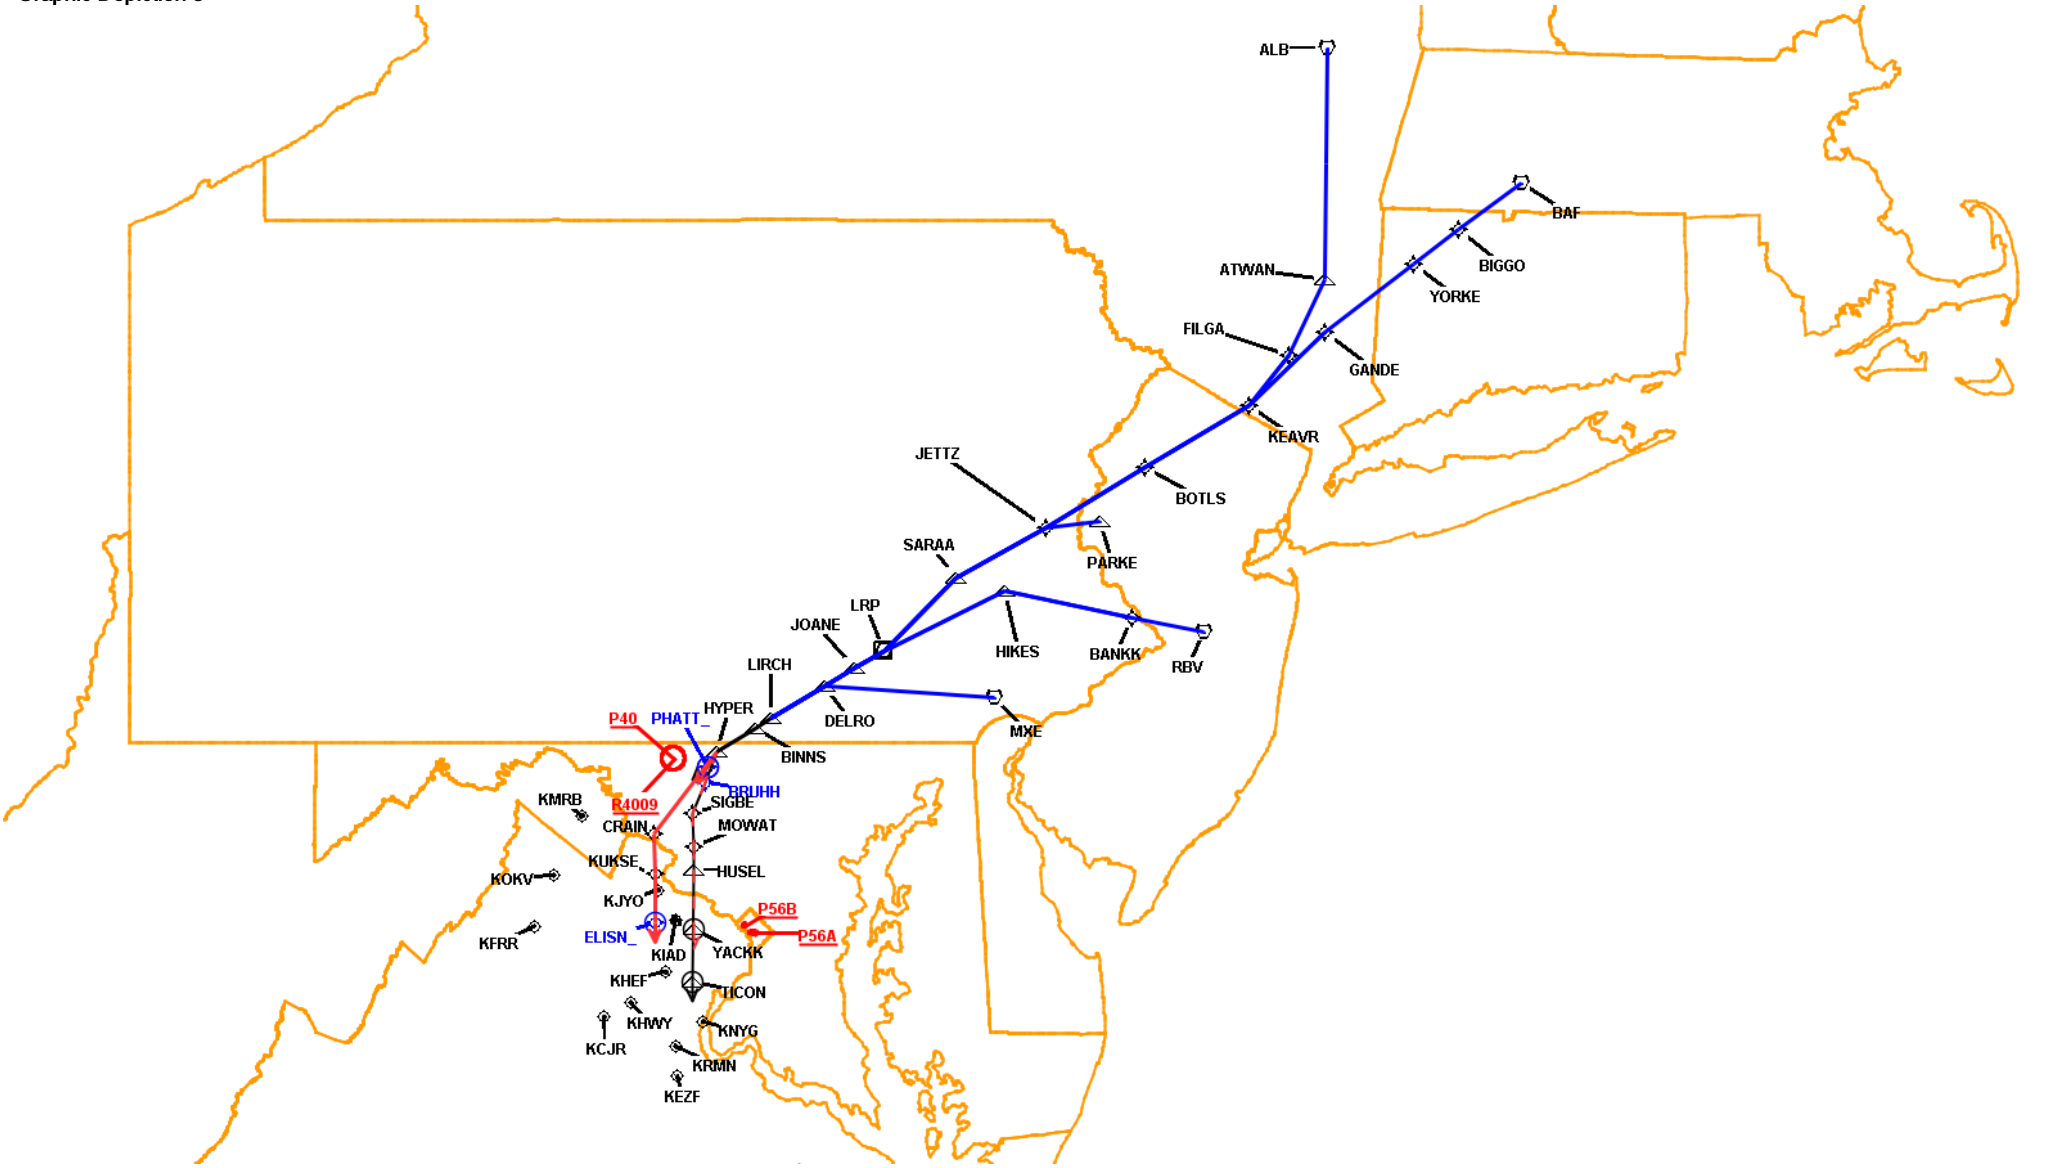 ALB
BAF
BIGGO
ATWAN
YORKE
FILGA
GANDE
KEAVR
JETTZ
BOTLS
SARAA
PARKE
LRP
JOANE
HIKES
BANKK
RBV
LIRCH
HYPER
P40
PHATT_
DELRO
MXE
BINNS
BRUHH
KMRB
R4009
SIGBE
CRAIN
MOWAT
KUKSE
HUSEL
KOKV
KJYO
P56B
ELISN_
P56A
KFRR
KIAD
YACKK
KHEF
TICON
KHWY
KNYG
KCJR
KRMN
KEZF